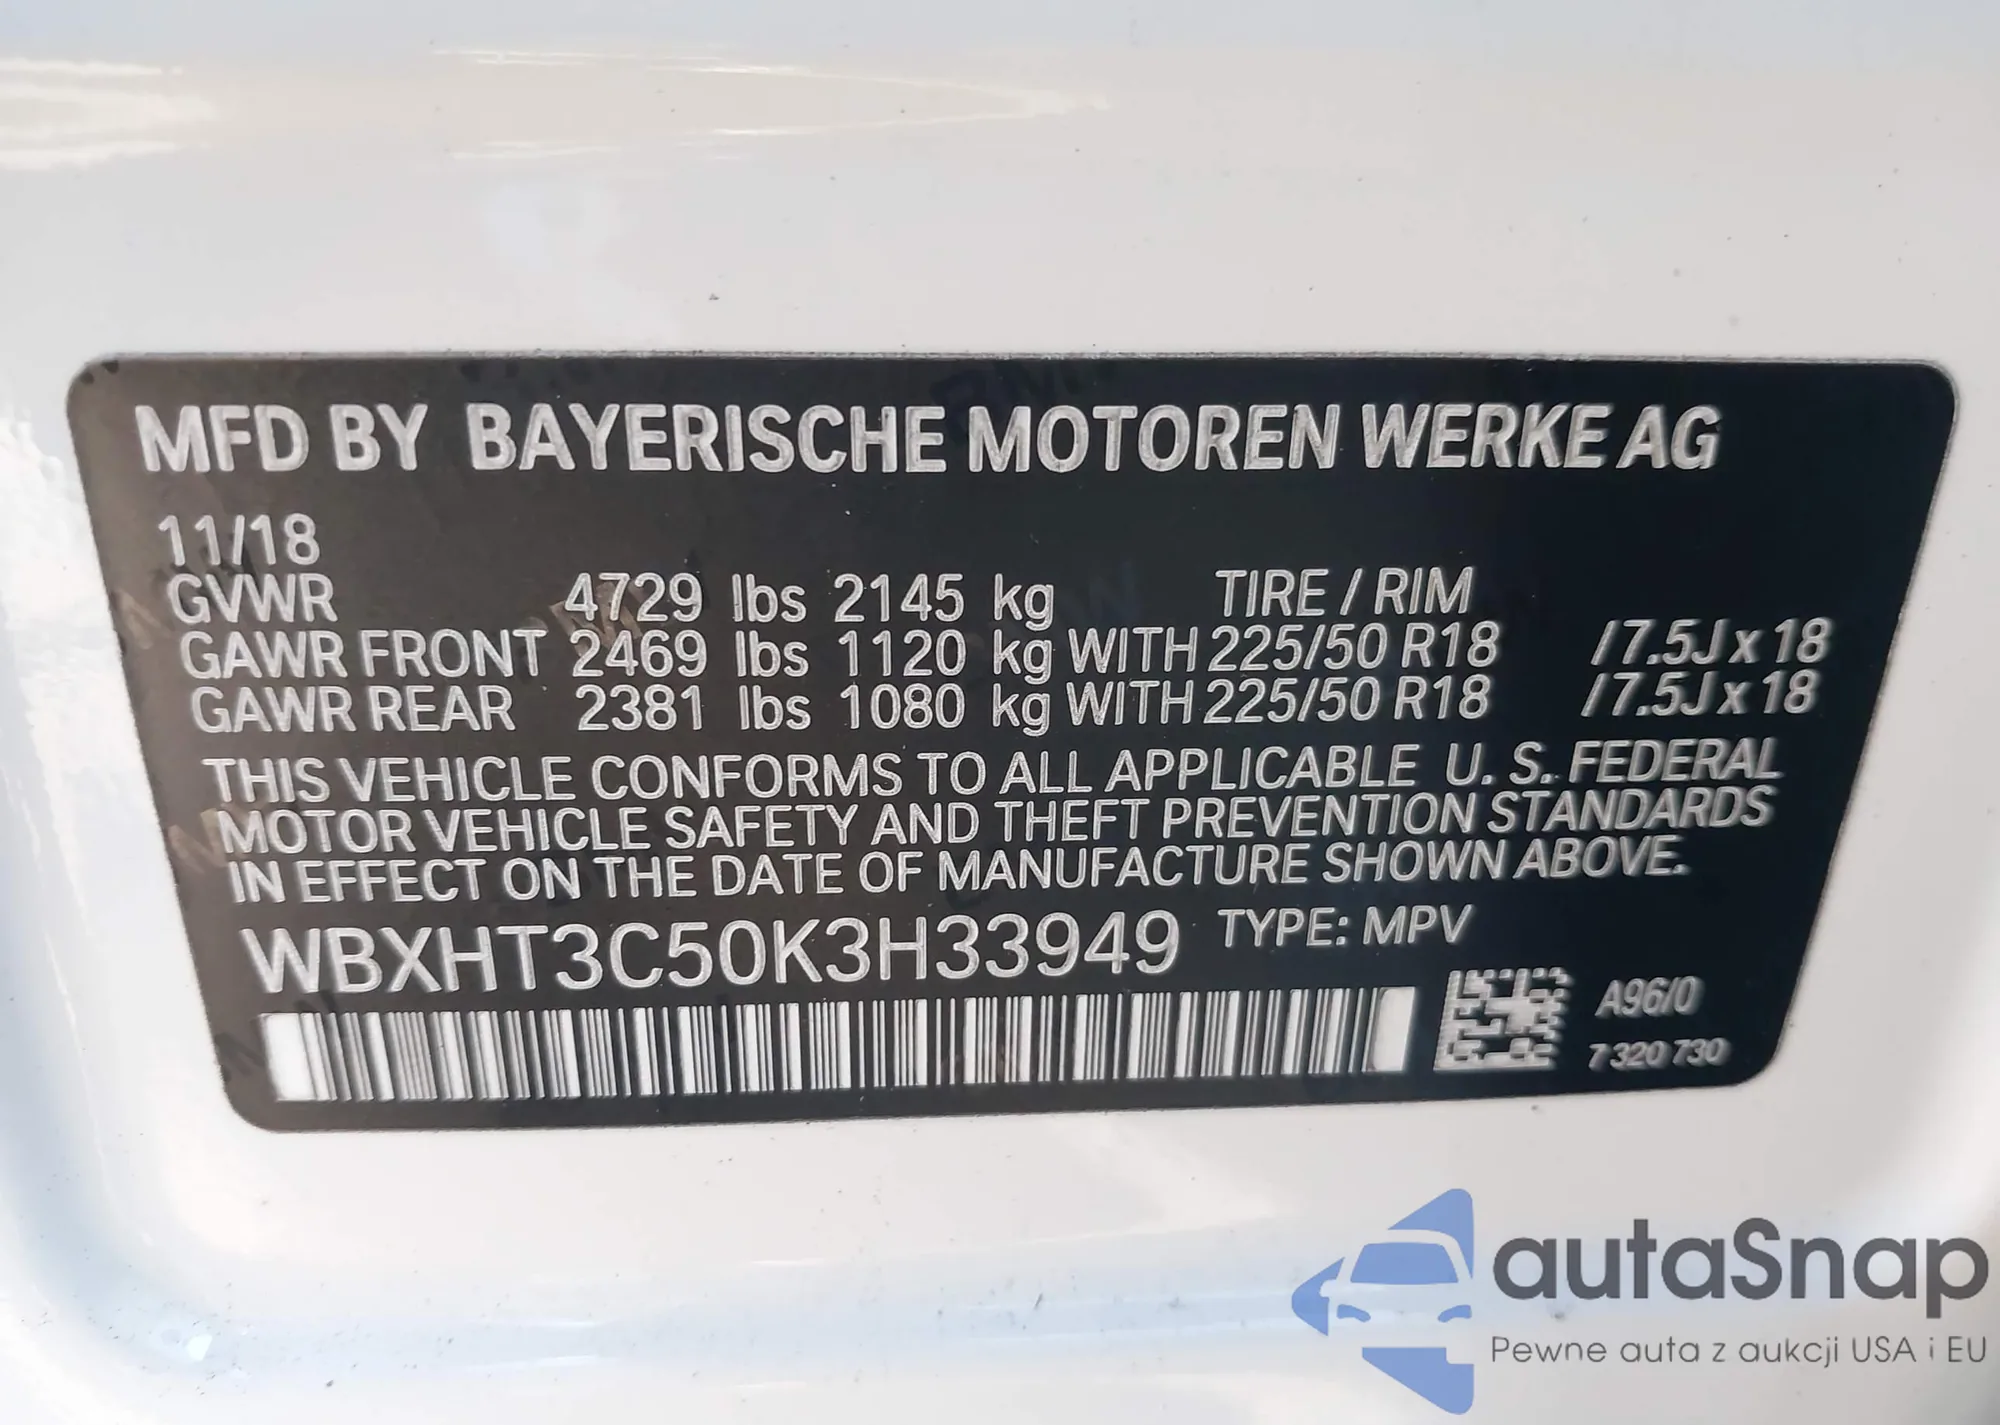 MFD BY BAYERISCHE MOTOREN WERKE AG
11/18
GVWR 4729 lbs 2145 kg TIRE / RIM
GAWR FRONT 2469 lbs 1120 kg WITH 225/50 R18 /7.5J x 18
GAWR REAR 2381 lbs 1080 kg WITH 225/50 R18 /7.5J x 18
THIS VEHICLE CONFORMS TO ALL APPLICABLE U. S. FEDERAL
MOTOR VEHICLE SAFETY AND THEFT PREVENTION STANDARDS
IN EFFECT ON THE DATE OF MANUFACTURE SHOWN ABOVE.
WBXHT3C50K3H33949 TYPE: MPV
A96/0
7 320 730
autaSnap
Pewne auta z aukcji USA i EU